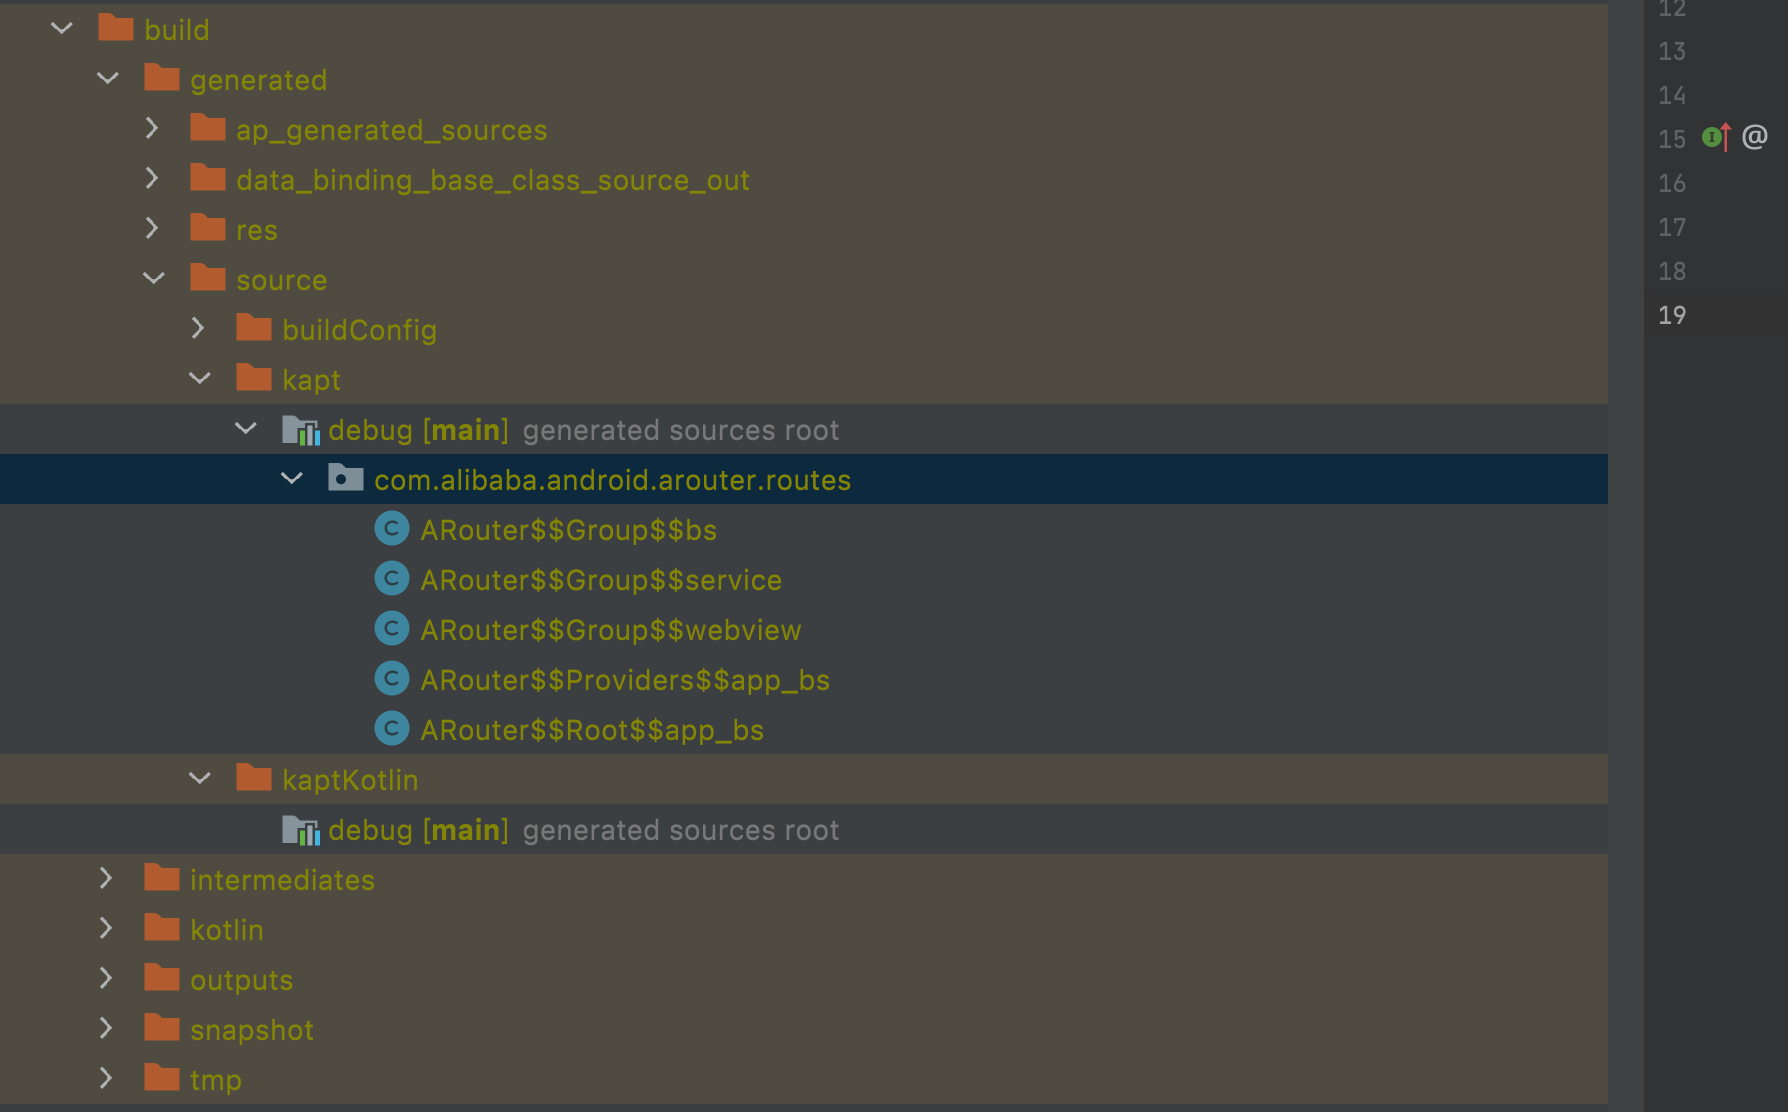 build
generated
ap_generated_sources
data_binding_base_class_source_out
res
source
buildConfig
kapt
debug [main] generated sources root
com.alibaba.android.arouter.routes
C ARouter$$Group$$bs
C ARouter$$Group$$service
C ARouter$$Group$$webview
C ARouter$$Providers$$app_bs
C ARouter$$Root$$app_bs
kaptKotlin
debug [main] generated sources root
intermediates
kotlin
outputs
snapshot
tmp
12
13
14
15 I @
16
17
18
19